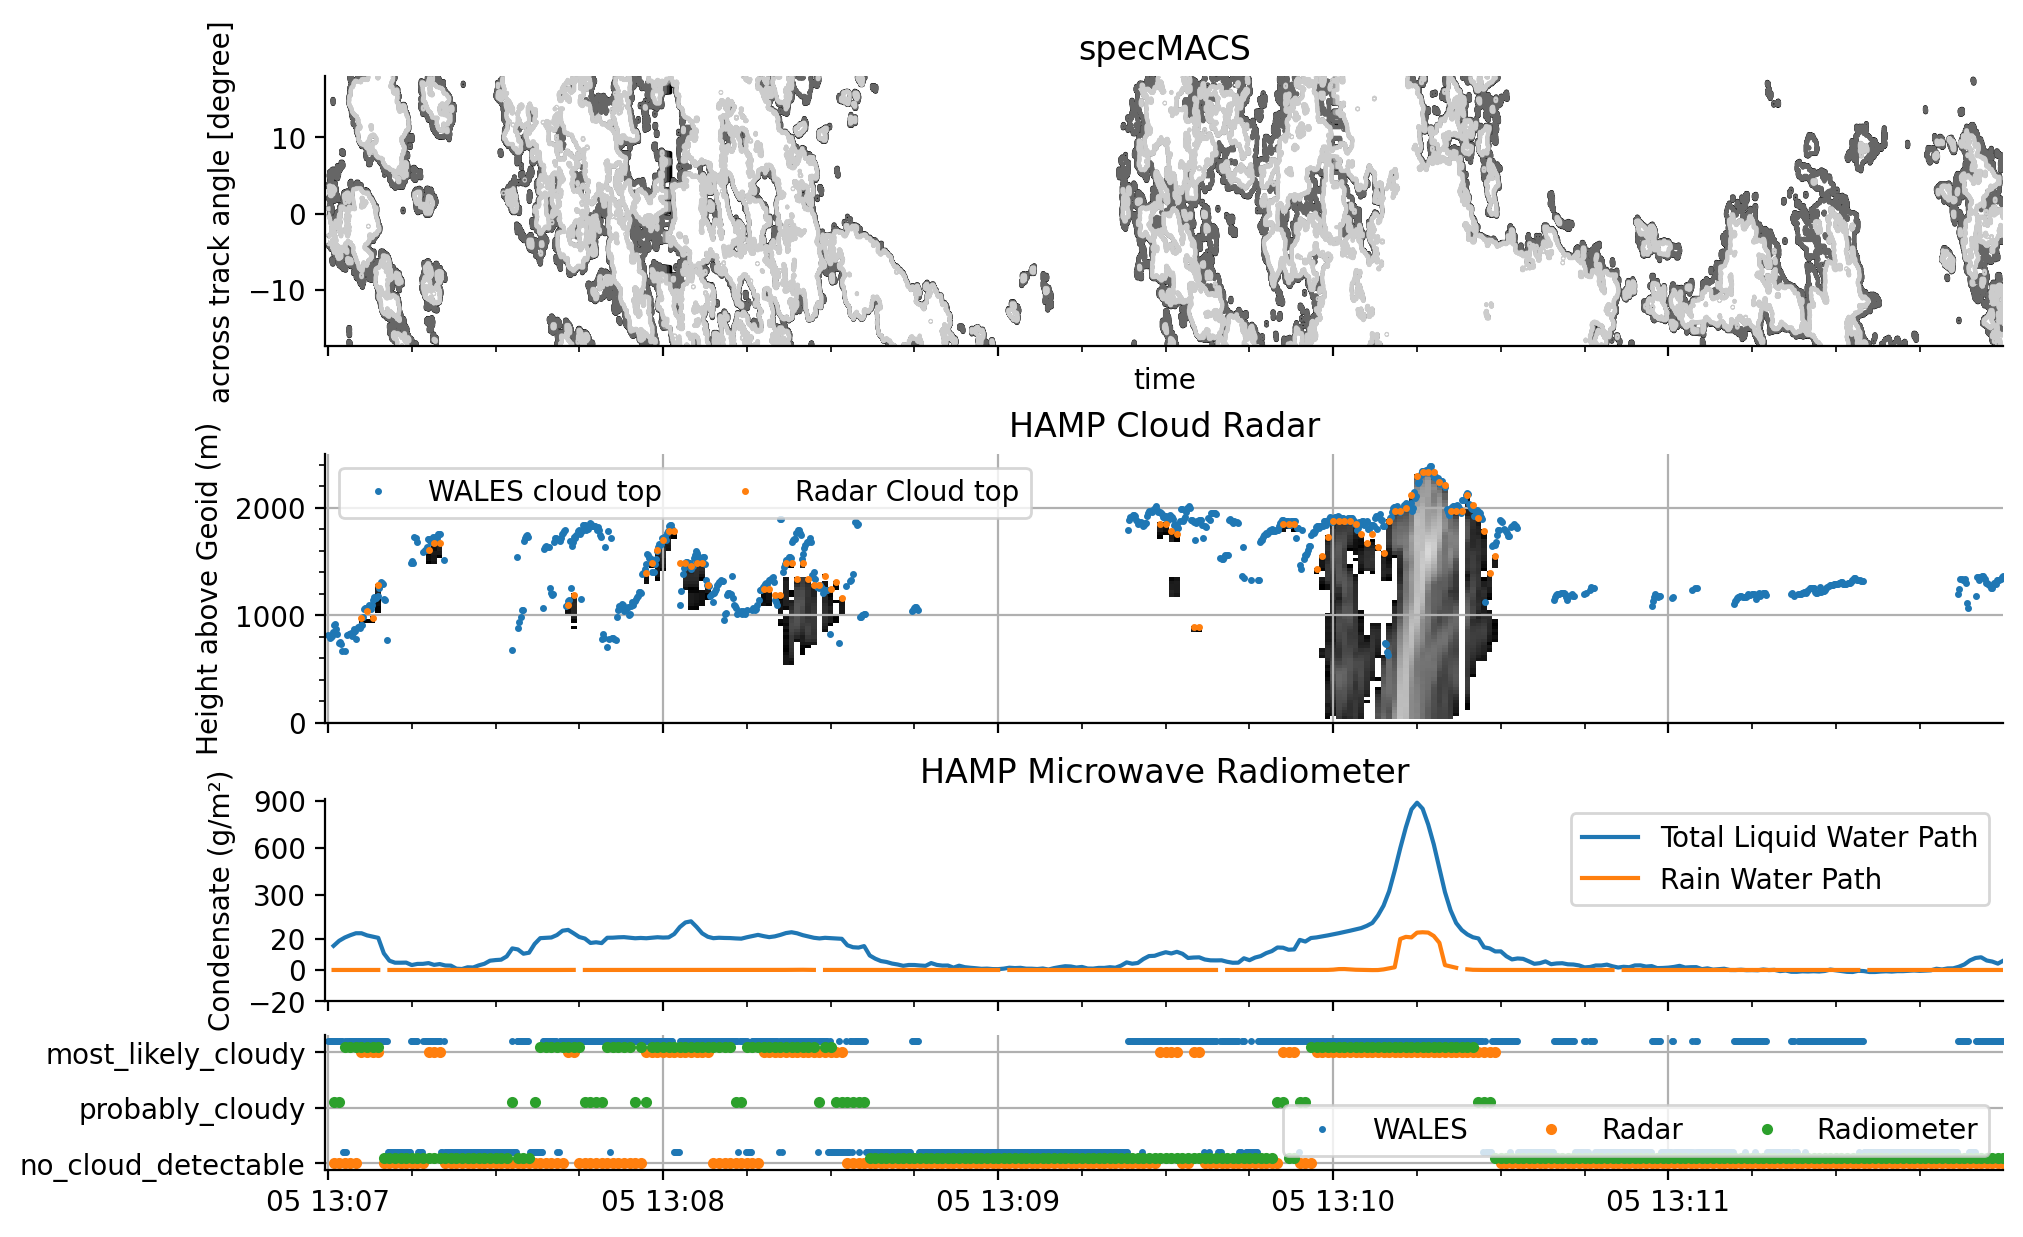 specMACS
across track angle [degree]
10
0
−10
time
HAMP Cloud Radar
Height above Geoid (m)
WALES cloud top
Radar Cloud top
2000
1000
0
HAMP Microwave Radiometer
Condensate (g/m²)
900
600
300
20
0
−20
Total Liquid Water Path
Rain Water Path
most_likely_cloudy
probably_cloudy
no_cloud_detectable
WALES
Radar
Radiometer
05 13:07
05 13:08
05 13:09
05 13:10
05 13:11